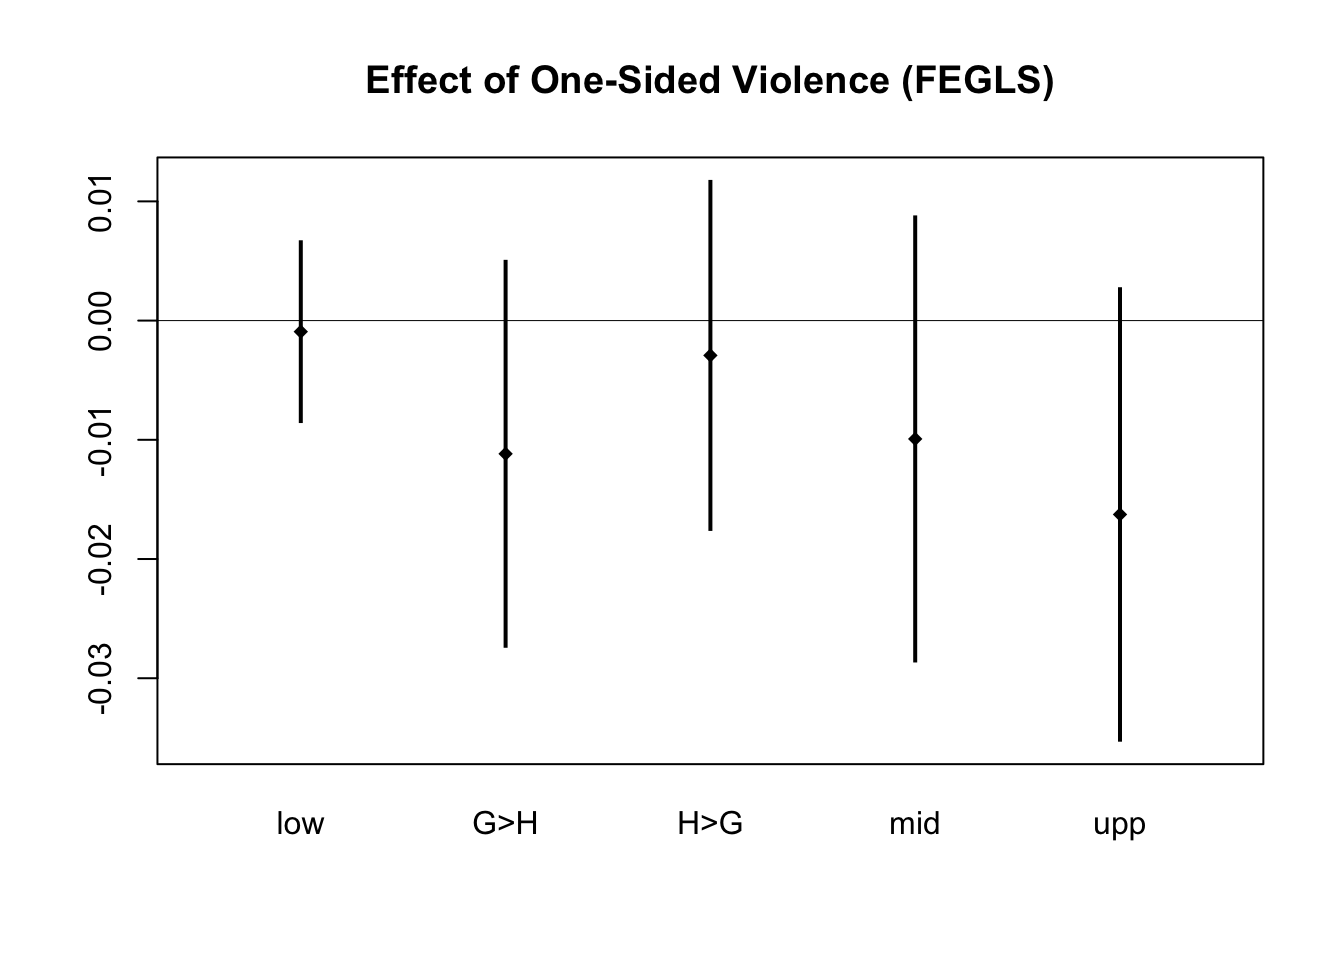 Effect of One-Sided Violence (FEGLS)
0.01
0.00
-0.01
-0.02
-0.03
low G>H H>G mid upp